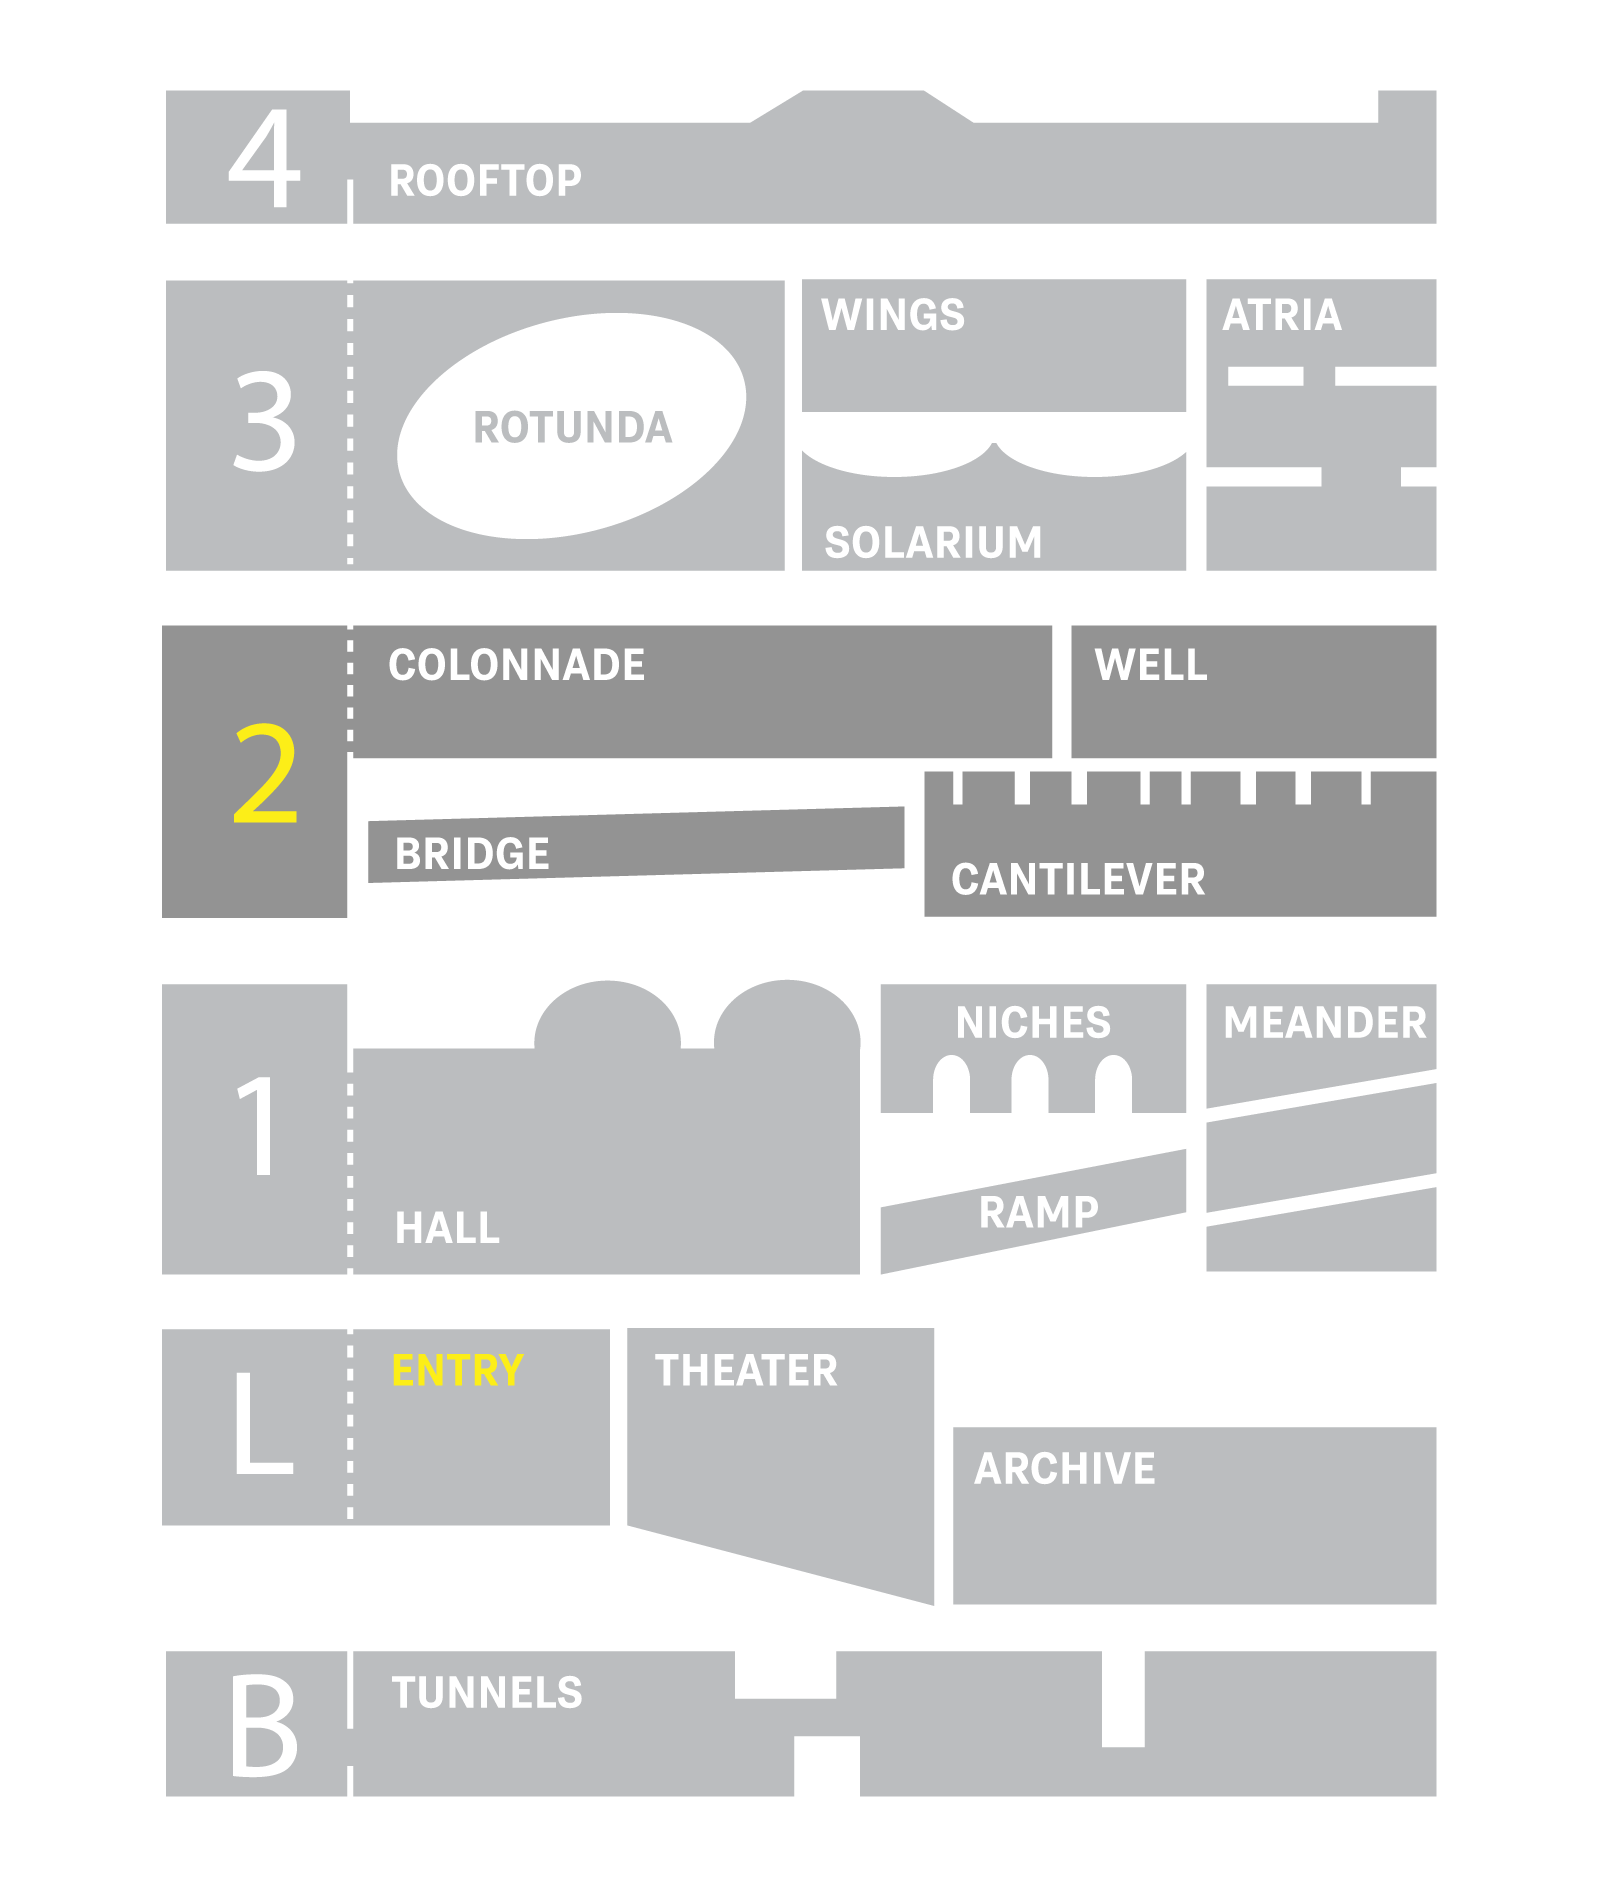 4
ROOFTOP
3
ROTUNDA
WINGS
SOLARIUM
ATRIA
2
COLONNADE
WELL
BRIDGE
CANTILEVER
1
HALL
NICHES
RAMP
MEANDER
L
ENTRY
THEATER
ARCHIVE
B
TUNNELS